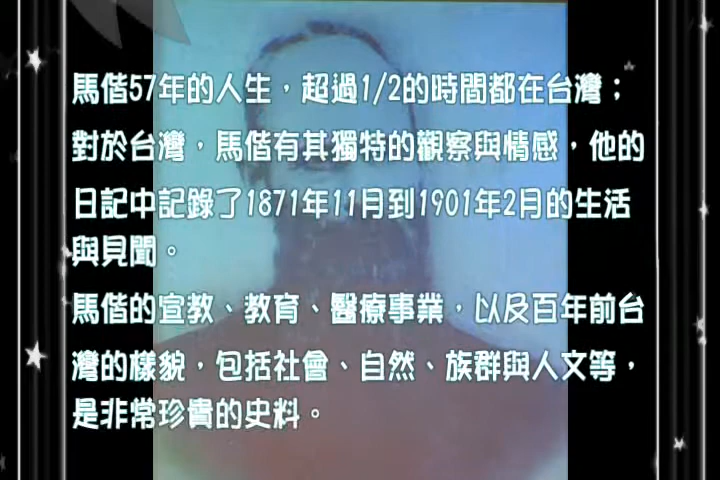 馬偕57年的人生，超過1/2的時間都在台灣；
對於台灣，馬偕有其獨特的觀察與情感，他的
日記中記錄了1871年11月到1901年2月的生活
與見聞。
馬偕的宣教、教育、醫療事業，以及百年前台
灣的樣貌，包括社會、自然、族群與人文等，
是非常珍貴的史料。